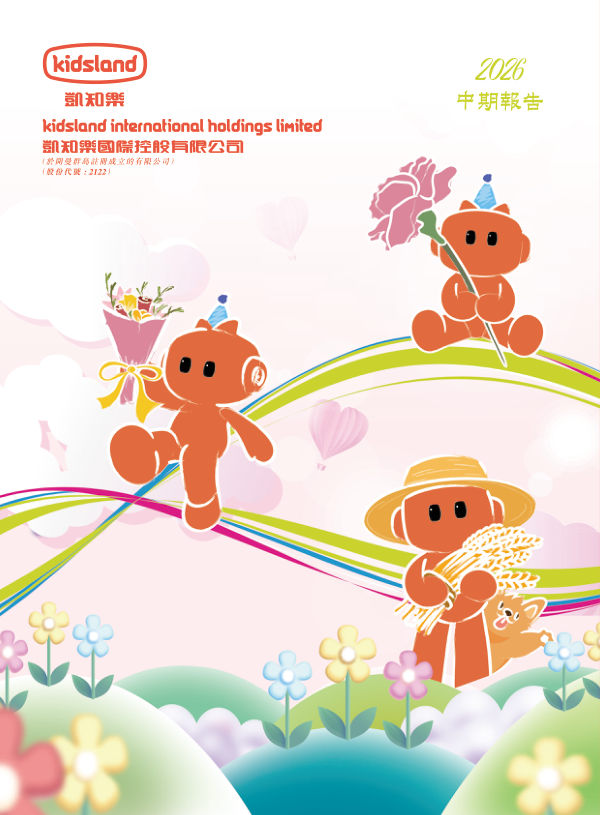 kidsland
凱知樂
kidsland international holdings limited
凱知樂國際控股有限公司
(於開曼群島註冊成立的有限公司)
(股份代號：2122)
2026
中期報告